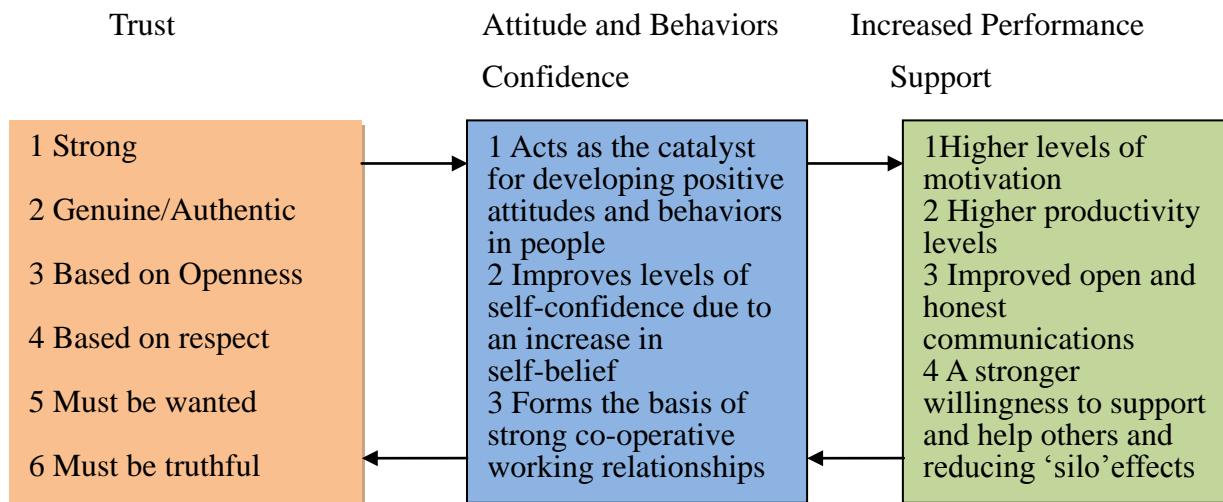 Trust
Attitude and Behaviors
Increased Performance
Confidence
Support
1 Strong
2 Genuine/Authentic
3 Based on Openness
4 Based on respect
5 Must be wanted
6 Must be truthful
1 Acts as the catalyst
for developing positive
attitudes and behaviors
in people
2 Improves levels of
self-confidence due to
an increase in
self-belief
3 Forms the basis of
strong co-operative
working relationships
1Higher levels of
motivation
2 Higher productivity
levels
3 Improved open and
honest
communications
4 A stronger
willingness to support
and help others and
reducing ‘silo’effects